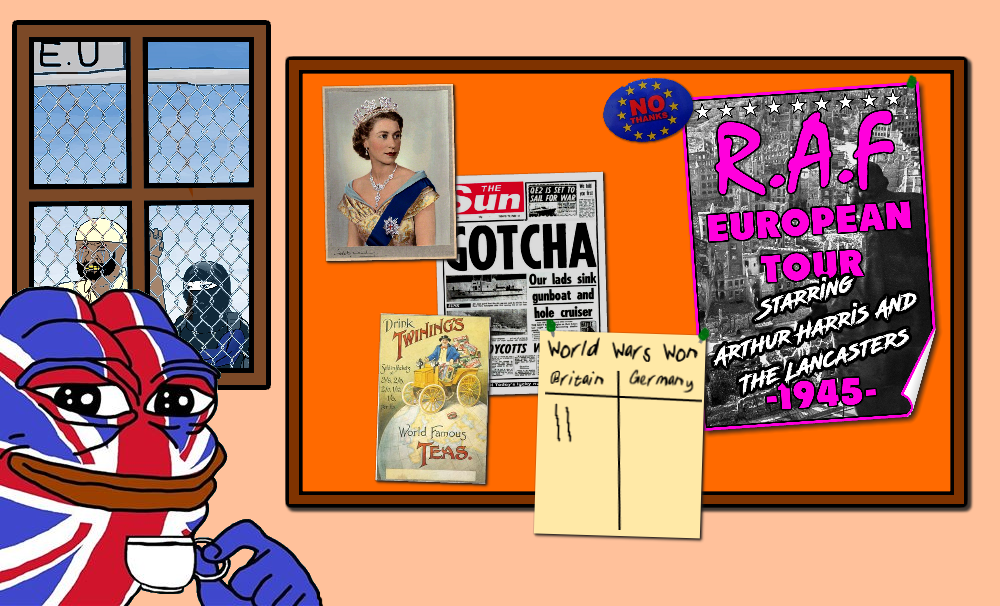 E.U
THE
Sun
QE2 IS SET TO
SAIL FOR WAR
GOTCHA
Our lads sink
gunboat and
hole cruiser
NO
THANKS
R.A.F
EUROPEAN
TOUR
STARRING
ARTHUR HARRIS AND
THE LANCASTERS
-1945-
Drink
TWINING'S
World Famous
TEAS.
World Wars Won
Britain Germany